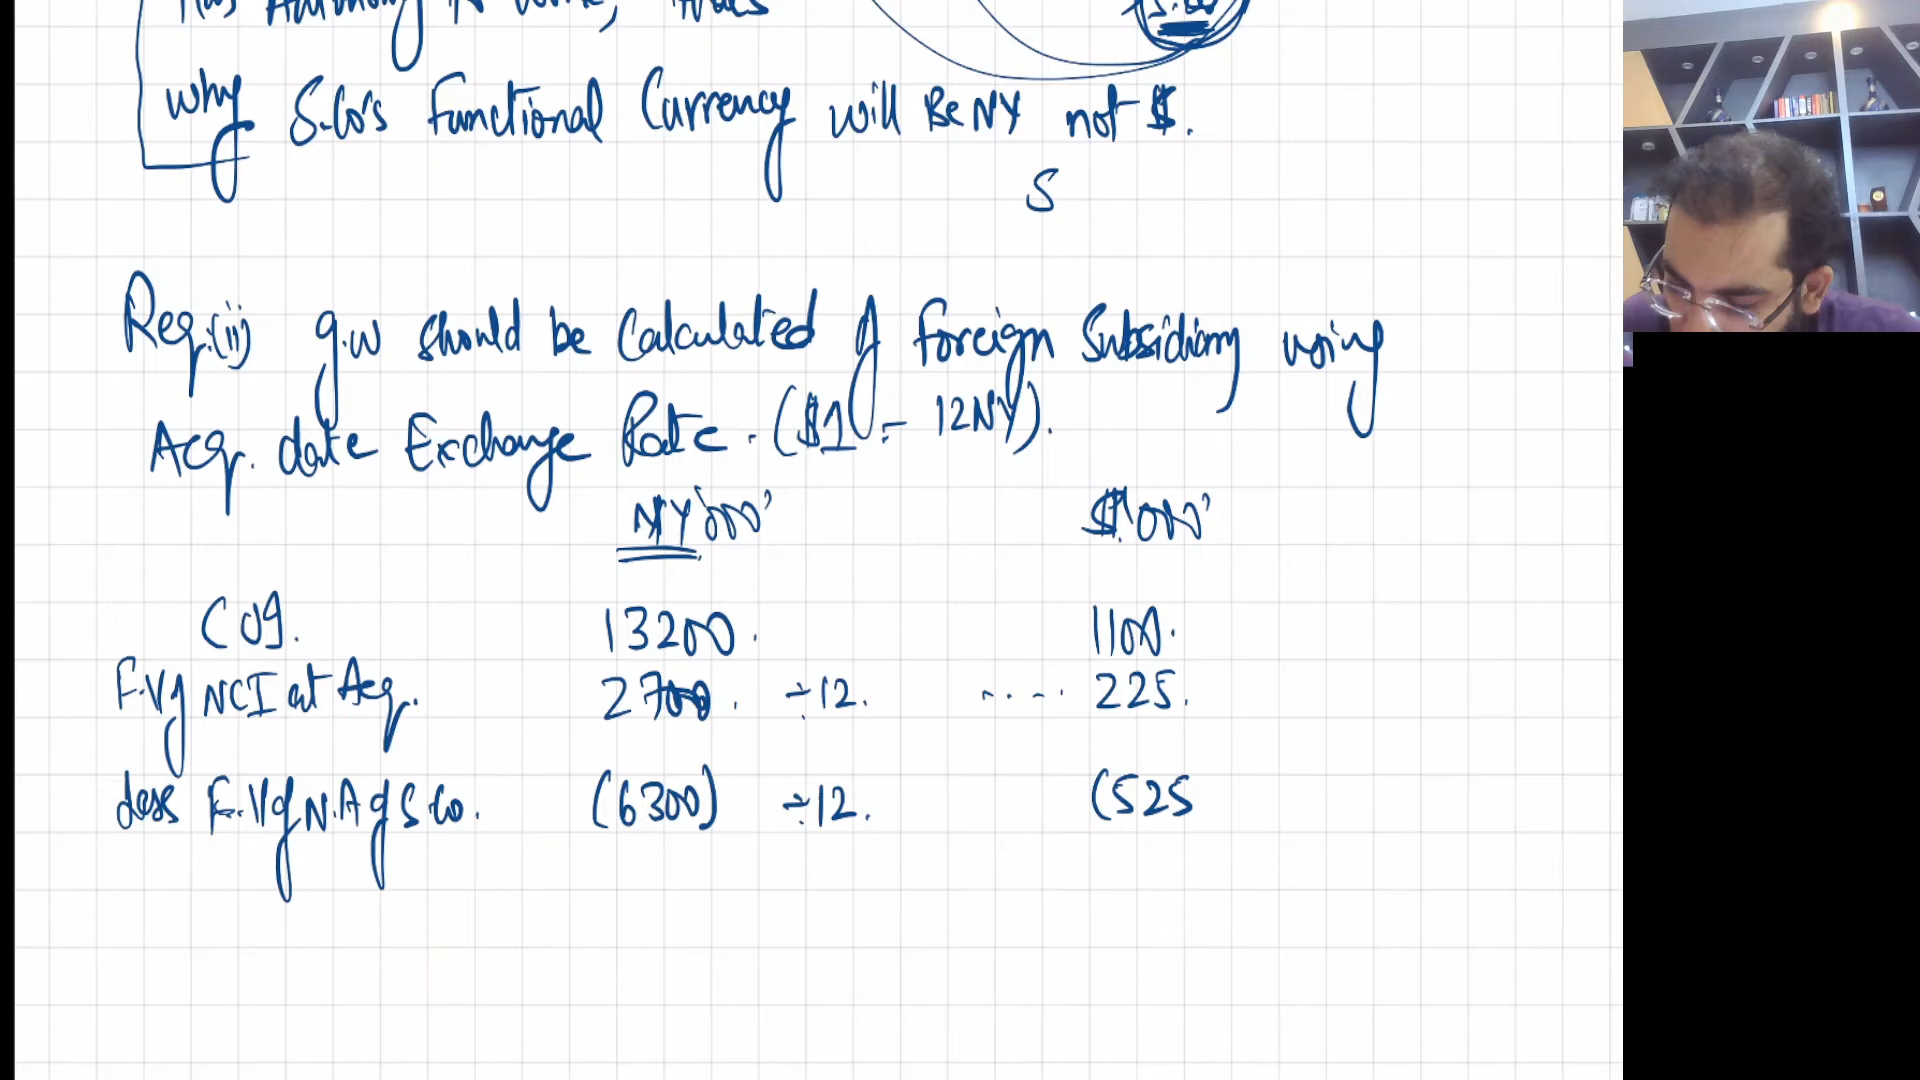 why S.Co's Functional Currency will Be NY not $.
S
Req.(ii) g.w should be Calculated of foreign Subsidiary using
Acq. date Exchange Rate. ($1 = 12NY).
NY'000' $'000'
COI. 13200. 1100.
F.V of NCI at Acq. 2700. ÷12. .... 225.
less F.V of N.A of S.Co. (6300) ÷12. (525